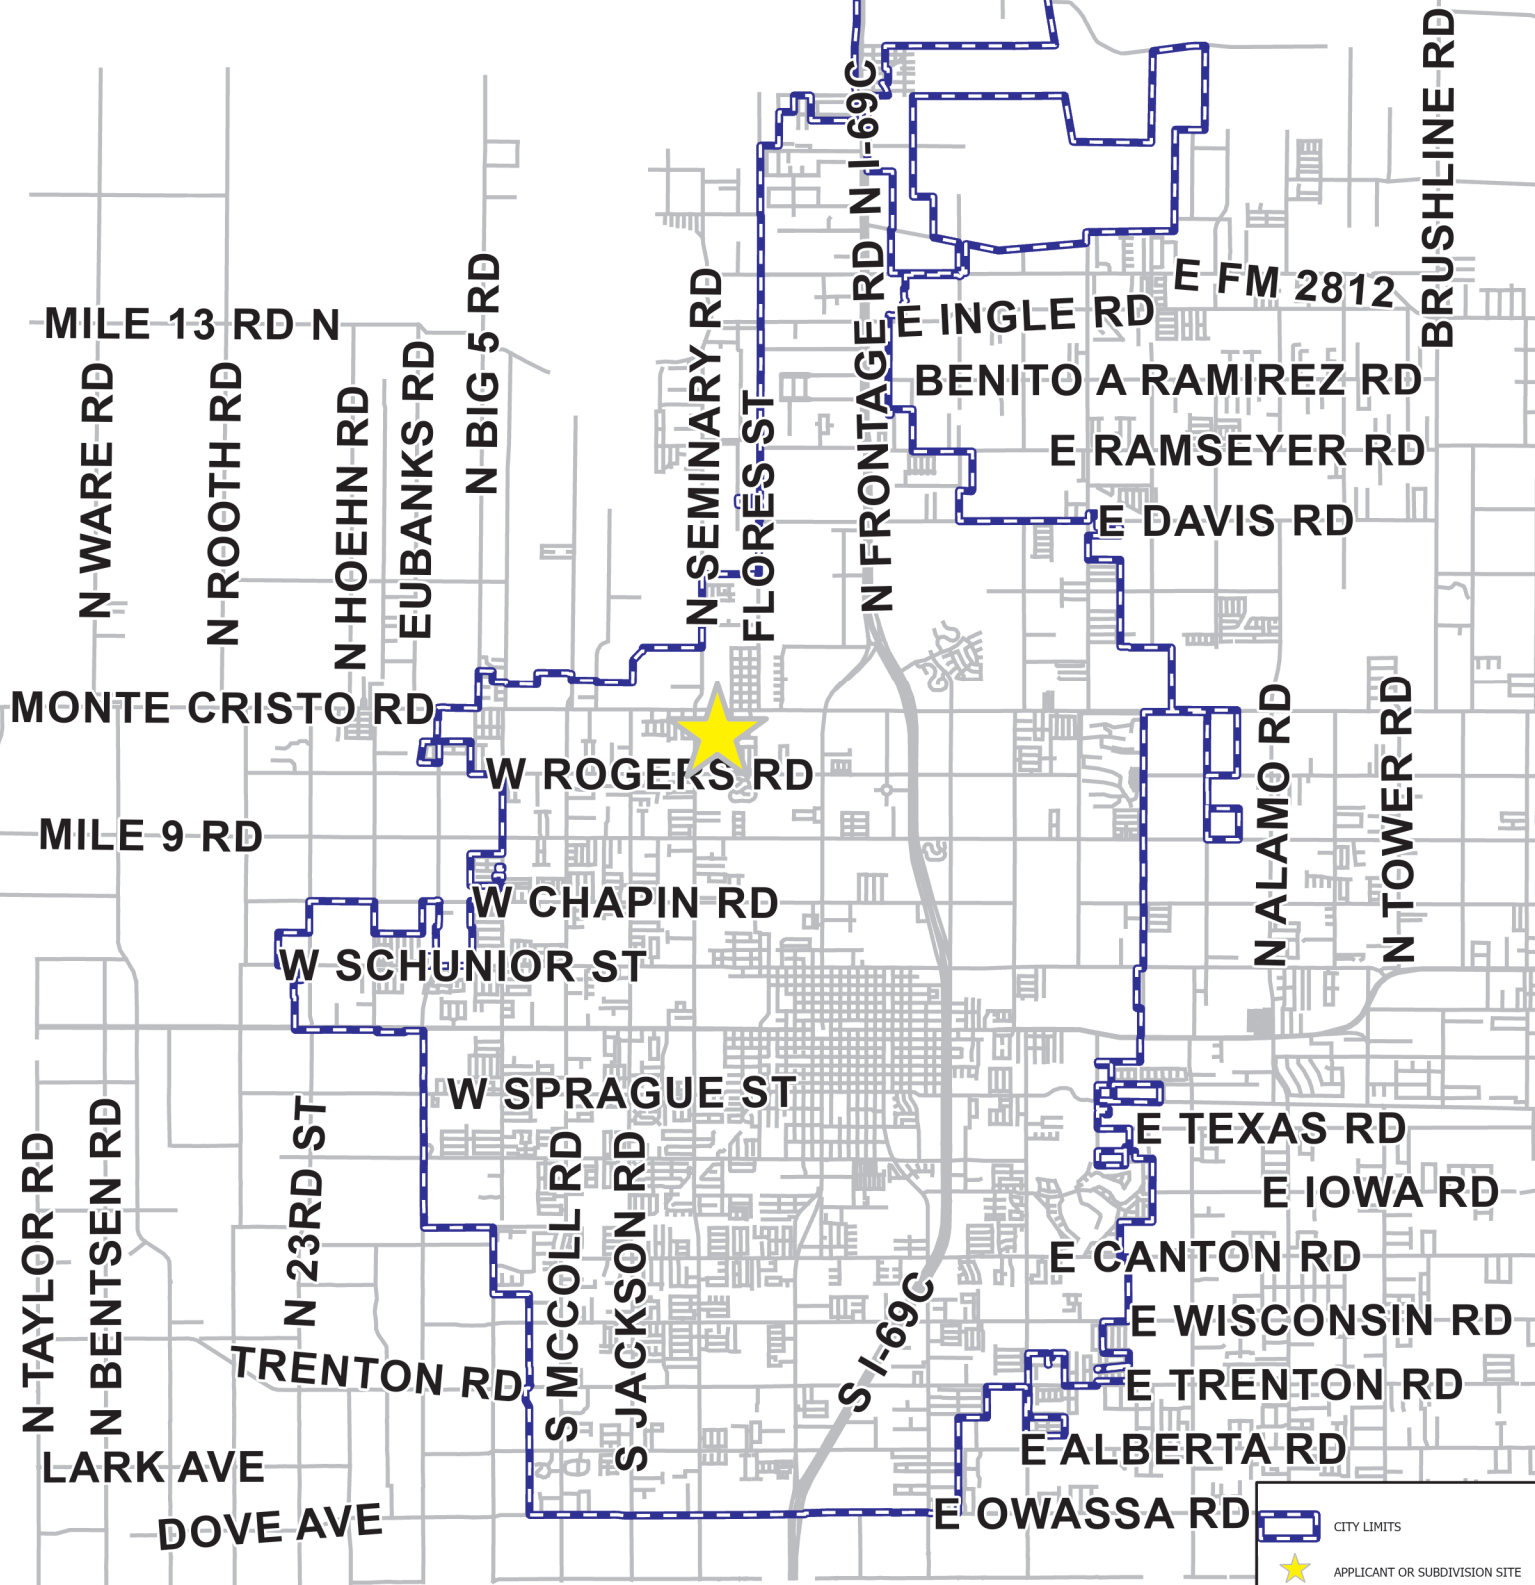 BRUSHLINE RD
N I-69C
N FRONTAGE RD
E FM 2812
E INGLE RD
MILE 13 RD N
N BIG 5 RD
N SEMINARY RD
FLORES ST
BENITO A RAMIREZ RD
E RAMSEYER RD
E DAVIS RD
N WARE RD
N ROOTH RD
N HOEHN RD
EUBANKS RD
MONTE CRISTO RD
W ROGERS RD
MILE 9 RD
W CHAPIN RD
W SCHUNIOR ST
N ALAMO RD
N TOWER RD
W SPRAGUE ST
E TEXAS RD
E IOWA RD
E CANTON RD
E WISCONSIN RD
E TRENTON RD
E ALBERTA RD
E OWASSA RD
N TAYLOR RD
N BENTSEN RD
N 23RD ST
S MCCOLL RD
S JACKSON RD
S I-69C
TRENTON RD
LARK AVE
DOVE AVE
CITY LIMITS
APPLICANT OR SUBDIVISION SITE